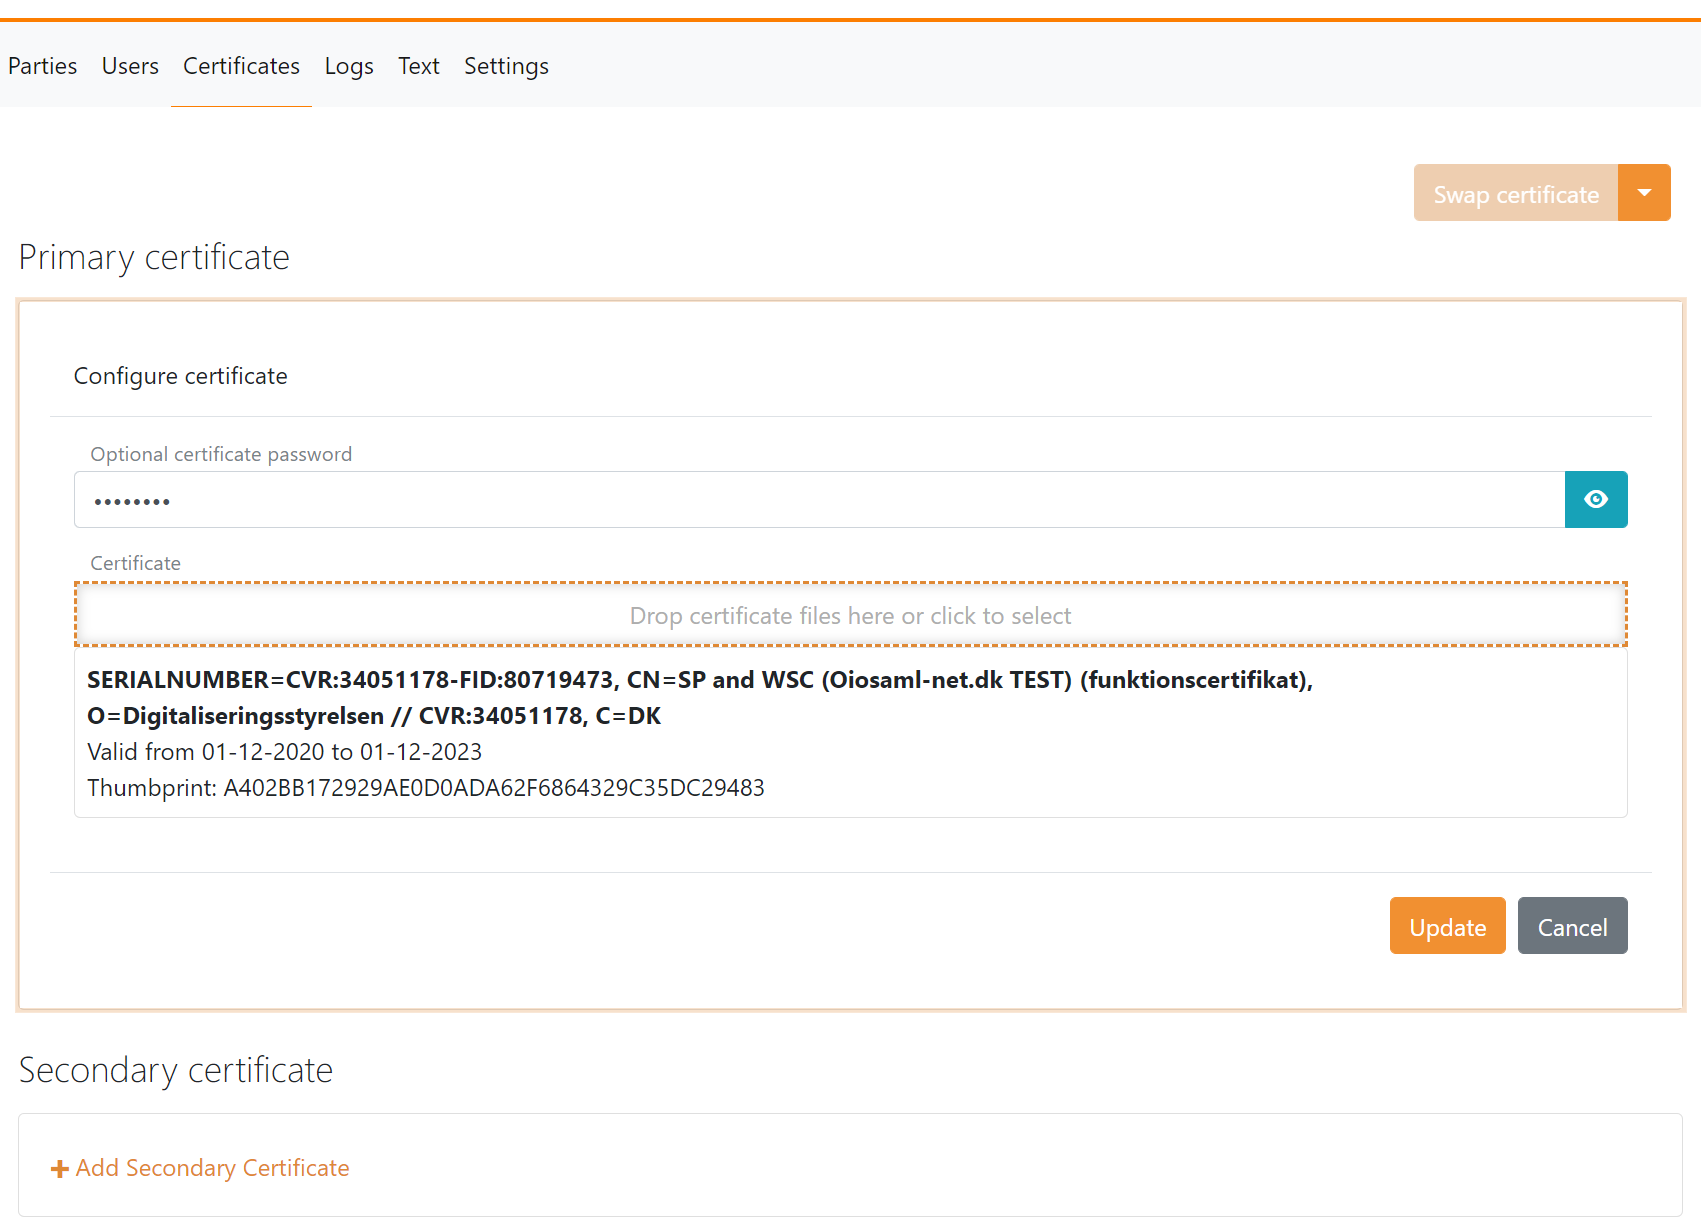 Parties Users Certificates Logs Text Settings
Swap certificate
Primary certificate
Configure certificate
Optional certificate password
••••••••
Certificate
Drop certificate files here or click to select
SERIALNUMBER=CVR:34051178-FID:80719473, CN=SP and WSC (Oiosaml-net.dk TEST) (funktionscertifikat),
O=Digitaliseringsstyrelsen // CVR:34051178, C=DK
Valid from 01-12-2020 to 01-12-2023
Thumbprint: A402BB172929AE0D0ADA62F6864329C35DC29483
Update Cancel
Secondary certificate
Add Secondary Certificate